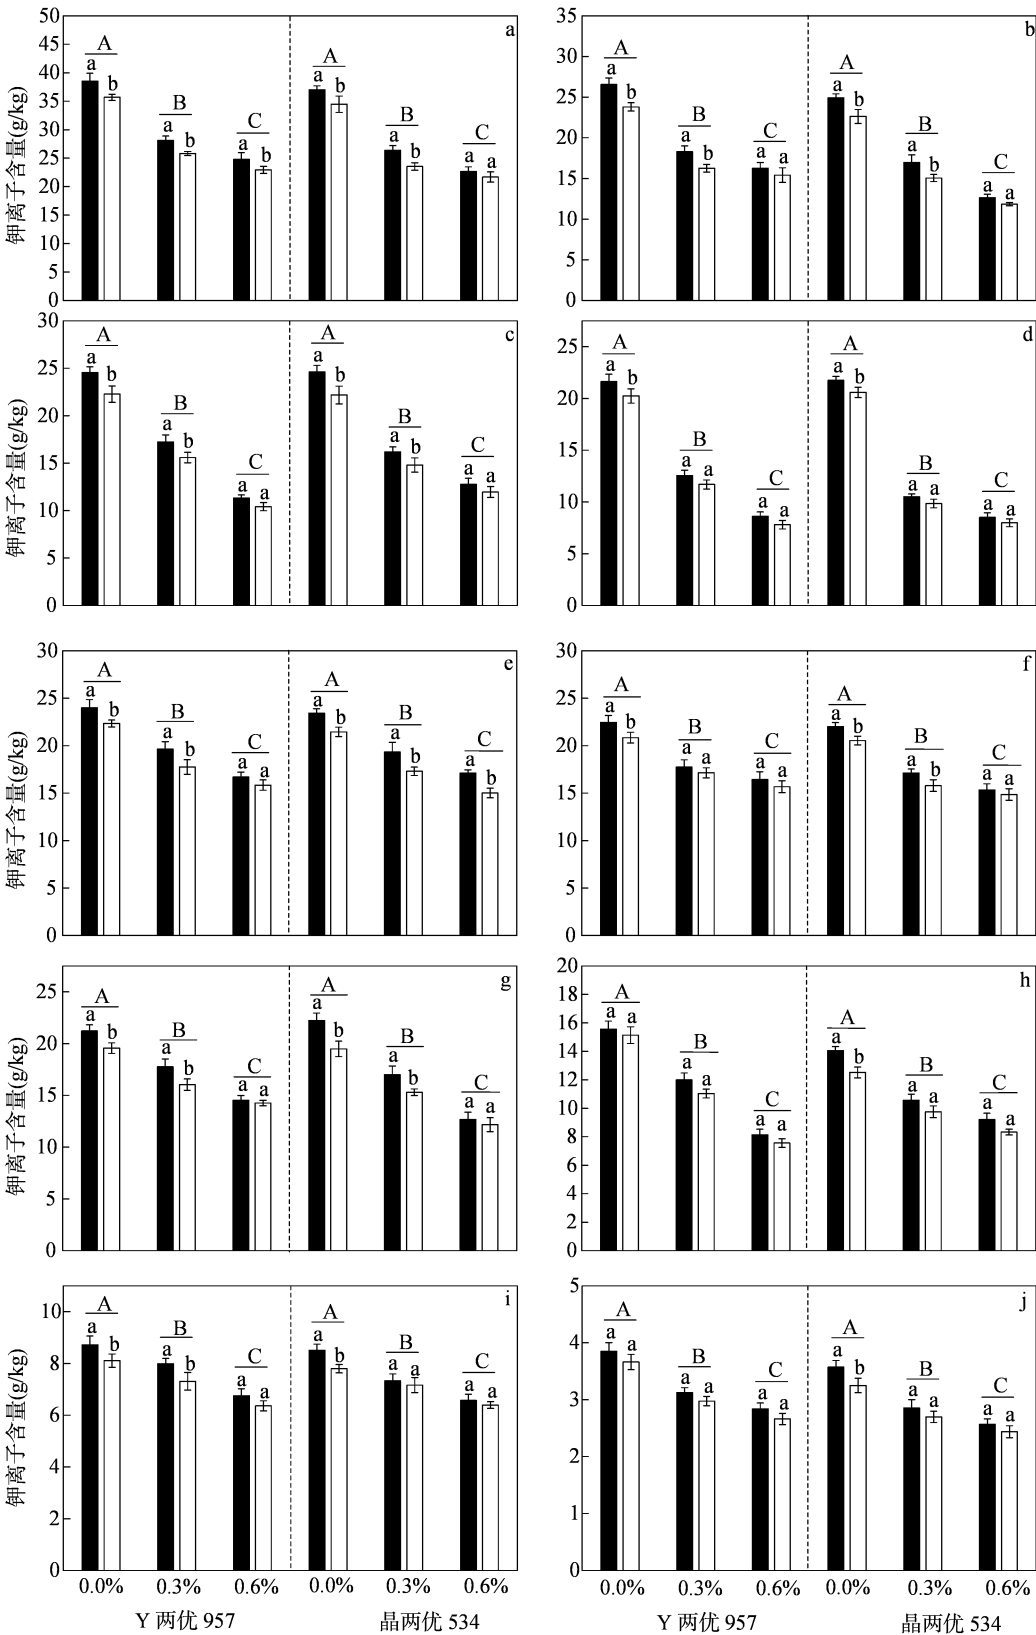 钾离子含量(g/kg)
50
45
40
35
30
25
20
15
10
5
0
a
A B C A B C
a b a b a b a b a b a a
35
30
25
20
15
10
5
0
b
A B C A B C
a b a b a a a b a b a a
钾离子含量(g/kg)
30
25
20
15
10
5
0
c
A B C A B C
a b a b a a a b a b a a
25
20
15
10
5
0
d
A B C A B C
a b a a a a a b a a a a
钾离子含量(g/kg)
30
25
20
15
10
5
0
e
A B C A B C
a b a b a a a b a b a b
30
25
20
15
10
5
0
f
A B C A B C
a b a a a a a b a b a a
钾离子含量(g/kg)
25
20
15
10
5
0
g
A B C A B C
a b a b a a a b a b a a
20
18
16
14
12
10
8
6
4
2
0
h
A B C A B C
a a a a a a a b a a a a
钾离子含量(g/kg)
10
8
6
4
2
0
i
A B C A B C
a b a b a a a b a a a a
0.0% 0.3% 0.6% 0.0% 0.3% 0.6%
Y 两优 957 晶两优 534
5
4
3
2
1
0
j
A B C A B C
a a a a a a a b a a a a
0.0% 0.3% 0.6% 0.0% 0.3% 0.6%
Y 两优 957 晶两优 534